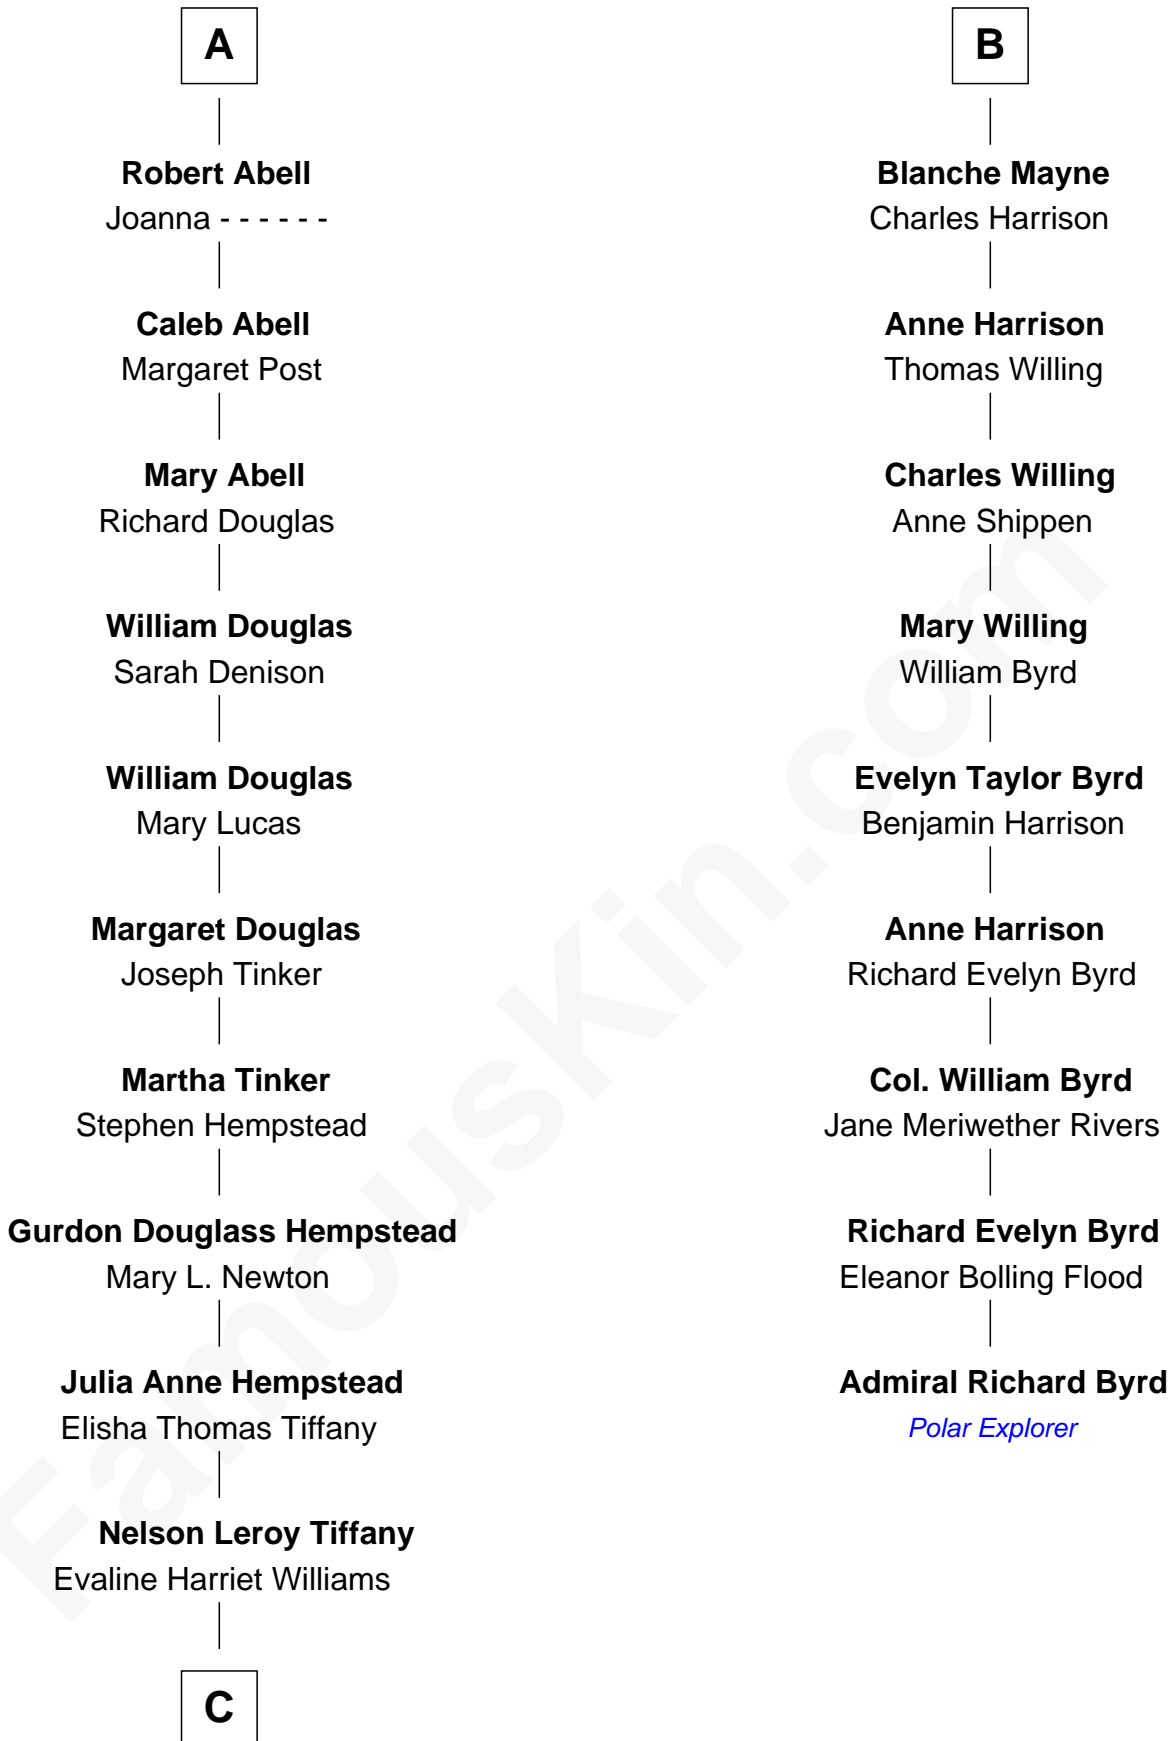 A
Robert Abell
Joanna - - - - - -
Caleb Abell
Margaret Post
Mary Abell
Richard Douglas
William Douglas
Sarah Denison
William Douglas
Mary Lucas
Margaret Douglas
Joseph Tinker
Martha Tinker
Stephen Hempstead
Gurdon Douglass Hempstead
Mary L. Newton
Julia Anne Hempstead
Elisha Thomas Tiffany
Nelson Leroy Tiffany
Evaline Harriet Williams
C
B
Blanche Mayne
Charles Harrison
Anne Harrison
Thomas Willing
Charles Willing
Anne Shippen
Mary Willing
William Byrd
Evelyn Taylor Byrd
Benjamin Harrison
Anne Harrison
Richard Evelyn Byrd
Col. William Byrd
Jane Meriwether Rivers
Richard Evelyn Byrd
Eleanor Bolling Flood
Admiral Richard Byrd
Polar Explorer
FamousKin.com